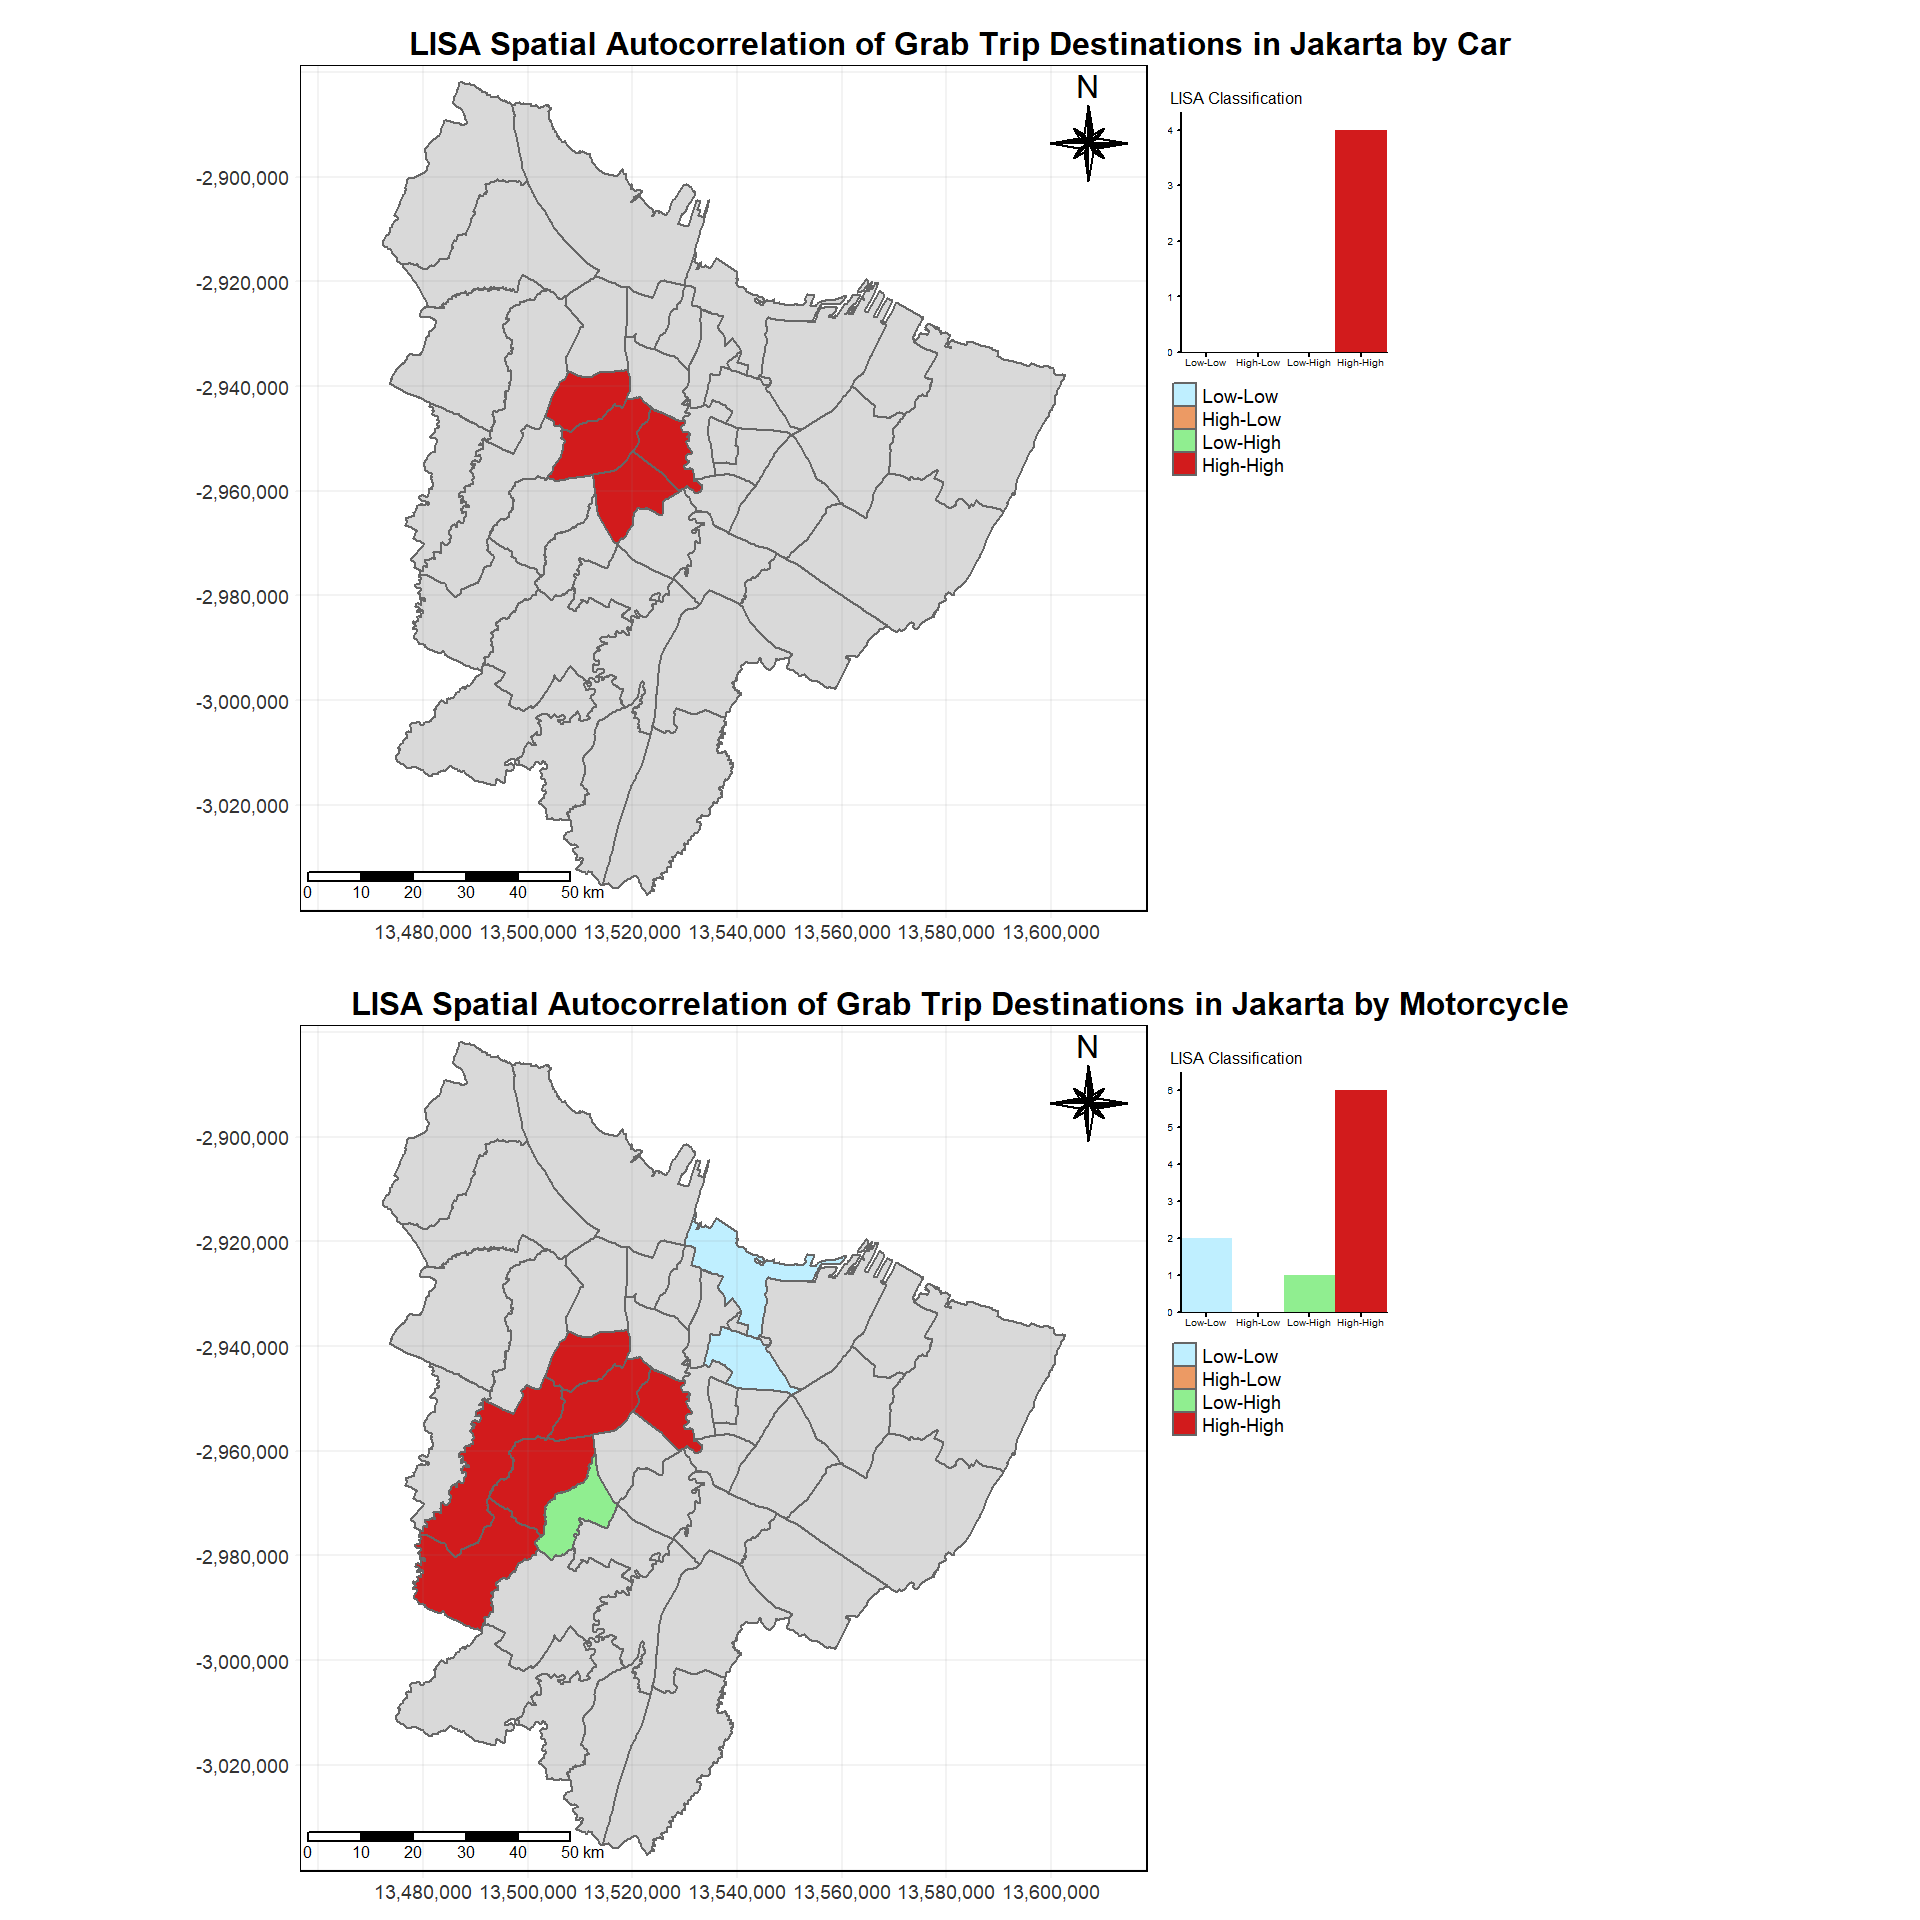 LISA Spatial Autocorrelation of Grab Trip Destinations in Jakarta by Car
N
LISA Classification
4
3
2
1
0
Low-Low High-Low Low-High High-High
Low-Low
High-Low
Low-High
High-High
-2,900,000
-2,920,000
-2,940,000
-2,960,000
-2,980,000
-3,000,000
-3,020,000
0 10 20 30 40 50 km
13,480,000 13,500,000 13,520,000 13,540,000 13,560,000 13,580,000 13,600,000
LISA Spatial Autocorrelation of Grab Trip Destinations in Jakarta by Motorcycle
N
LISA Classification
6
5
4
3
2
1
0
Low-Low High-Low Low-High High-High
Low-Low
High-Low
Low-High
High-High
-2,900,000
-2,920,000
-2,940,000
-2,960,000
-2,980,000
-3,000,000
-3,020,000
0 10 20 30 40 50 km
13,480,000 13,500,000 13,520,000 13,540,000 13,560,000 13,580,000 13,600,000